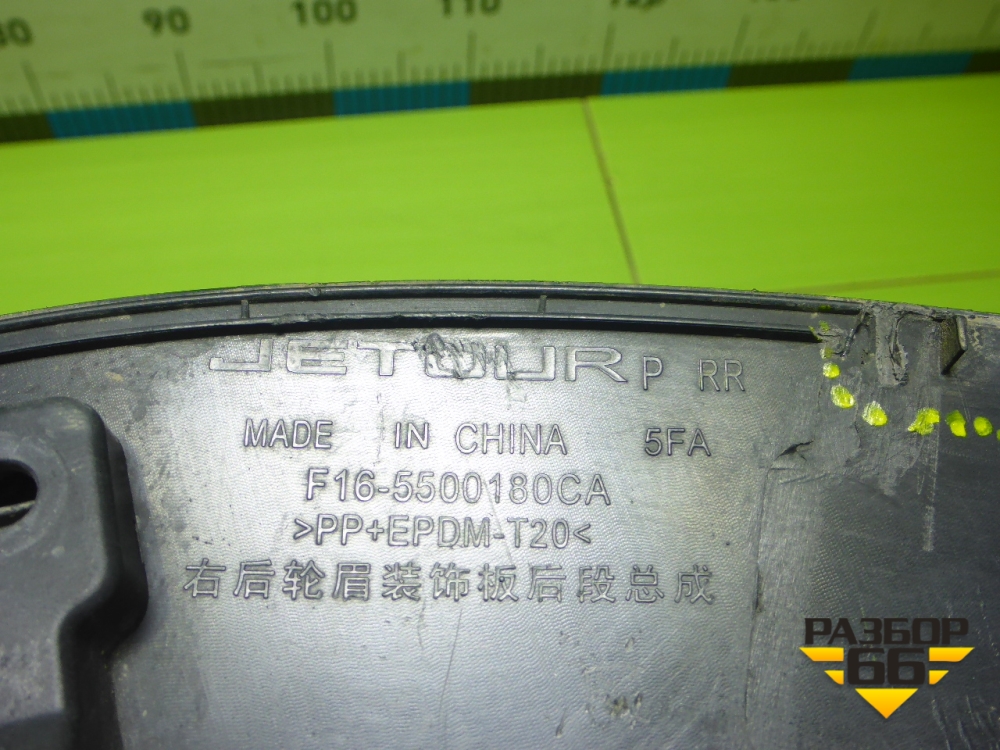 90
100
110
JETOUR P RR
MADE IN CHINA 5FA
F16-5500180CA
>PP+EPDM-T20<
右后轮眉装饰板后段总成
РАЗБОР
66